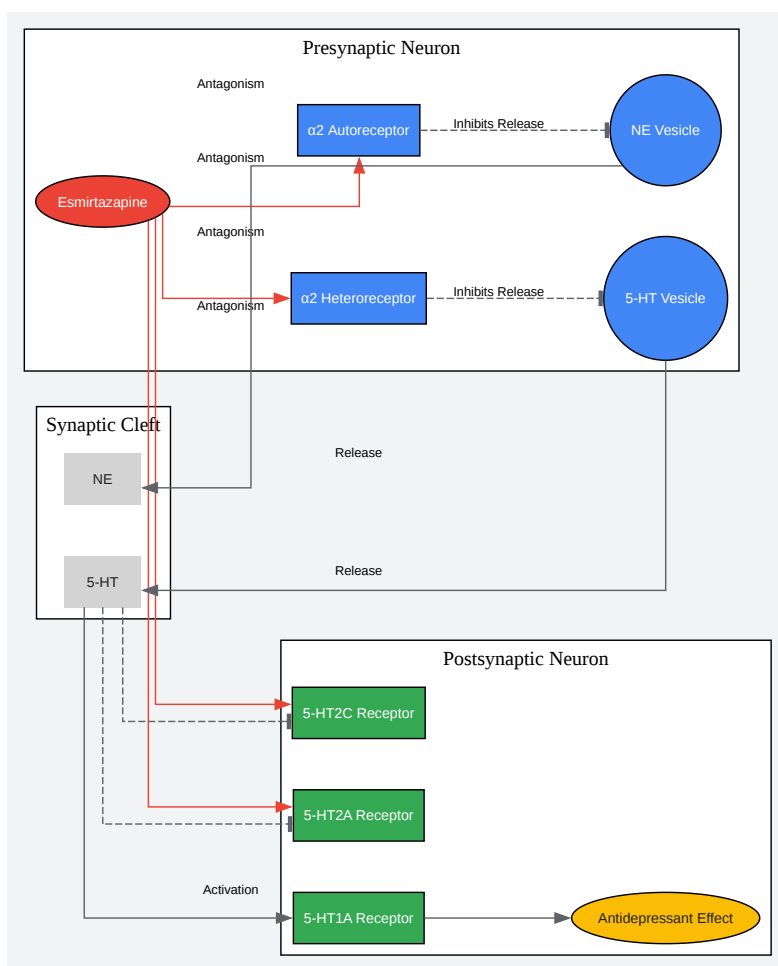 Presynaptic Neuron
Antagonism
α2 Autoreceptor
Inhibits Release
NE Vesicle
Antagonism
Esmirtazapine
Antagonism
α2 Heteroreceptor
Inhibits Release
5-HT Vesicle
Antagonism
Synaptic Cleft
NE
Release
5-HT
Release
Postsynaptic Neuron
5-HT2C Receptor
5-HT2A Receptor
Activation
5-HT1A Receptor
Antidepressant Effect